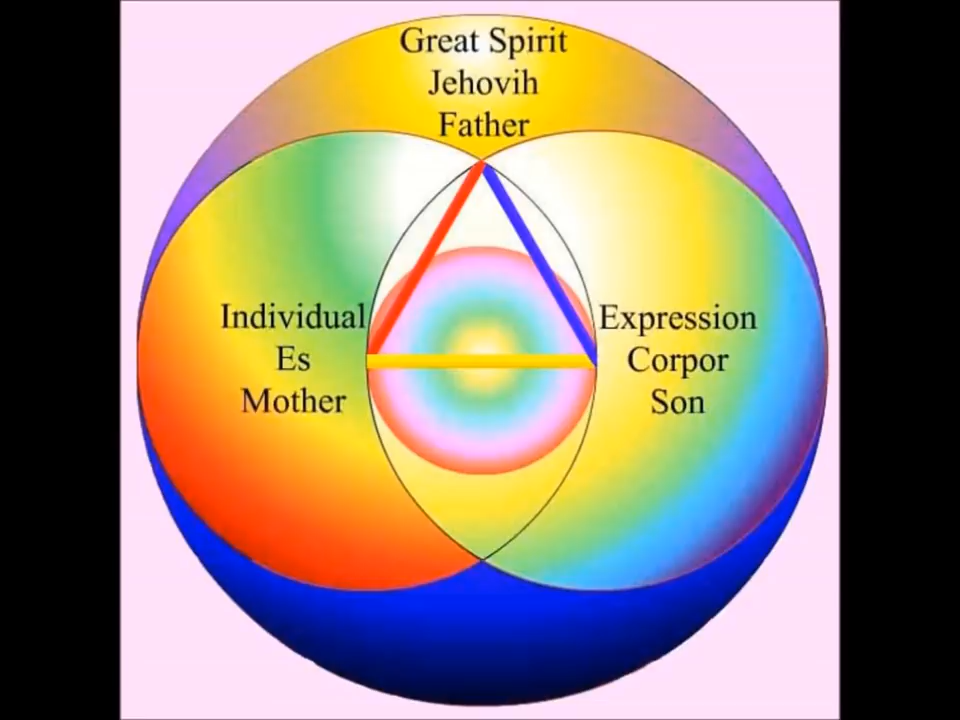 Great Spirit
Jehovih
Father
Individual
Es
Mother
Expression
Corpor
Son